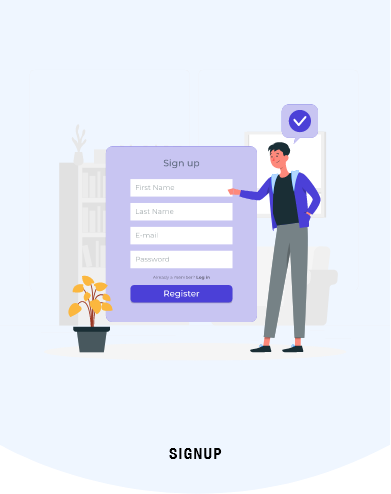 Sign up
First Name
Last Name
E-mail
Password
Already a member? Log in
Register
SIGNUP